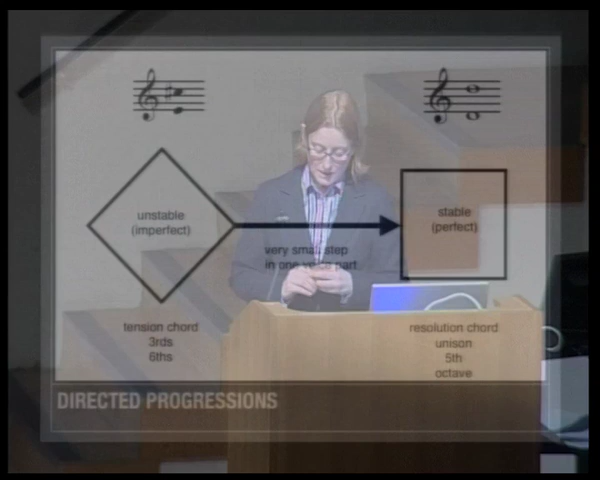 unstable
(imperfect)
stable
(perfect)
very small step
in one voice part
tension chord
3rds
6ths
resolution chord
unison
5th
octave
DIRECTED PROGRESSIONS